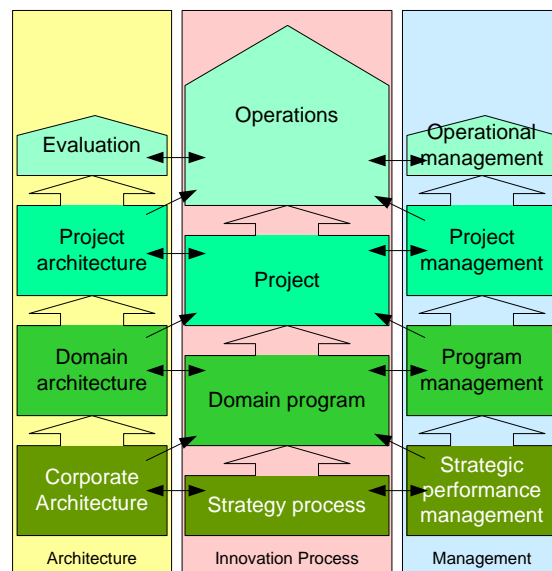 Operations
Evaluation
Operational
management
Project
architecture
Project
Project
management
Domain
architecture
Domain program
Program
management
Corporate
Architecture
Strategy process
Strategic
performance
management
Architecture
Innovation Process
Management